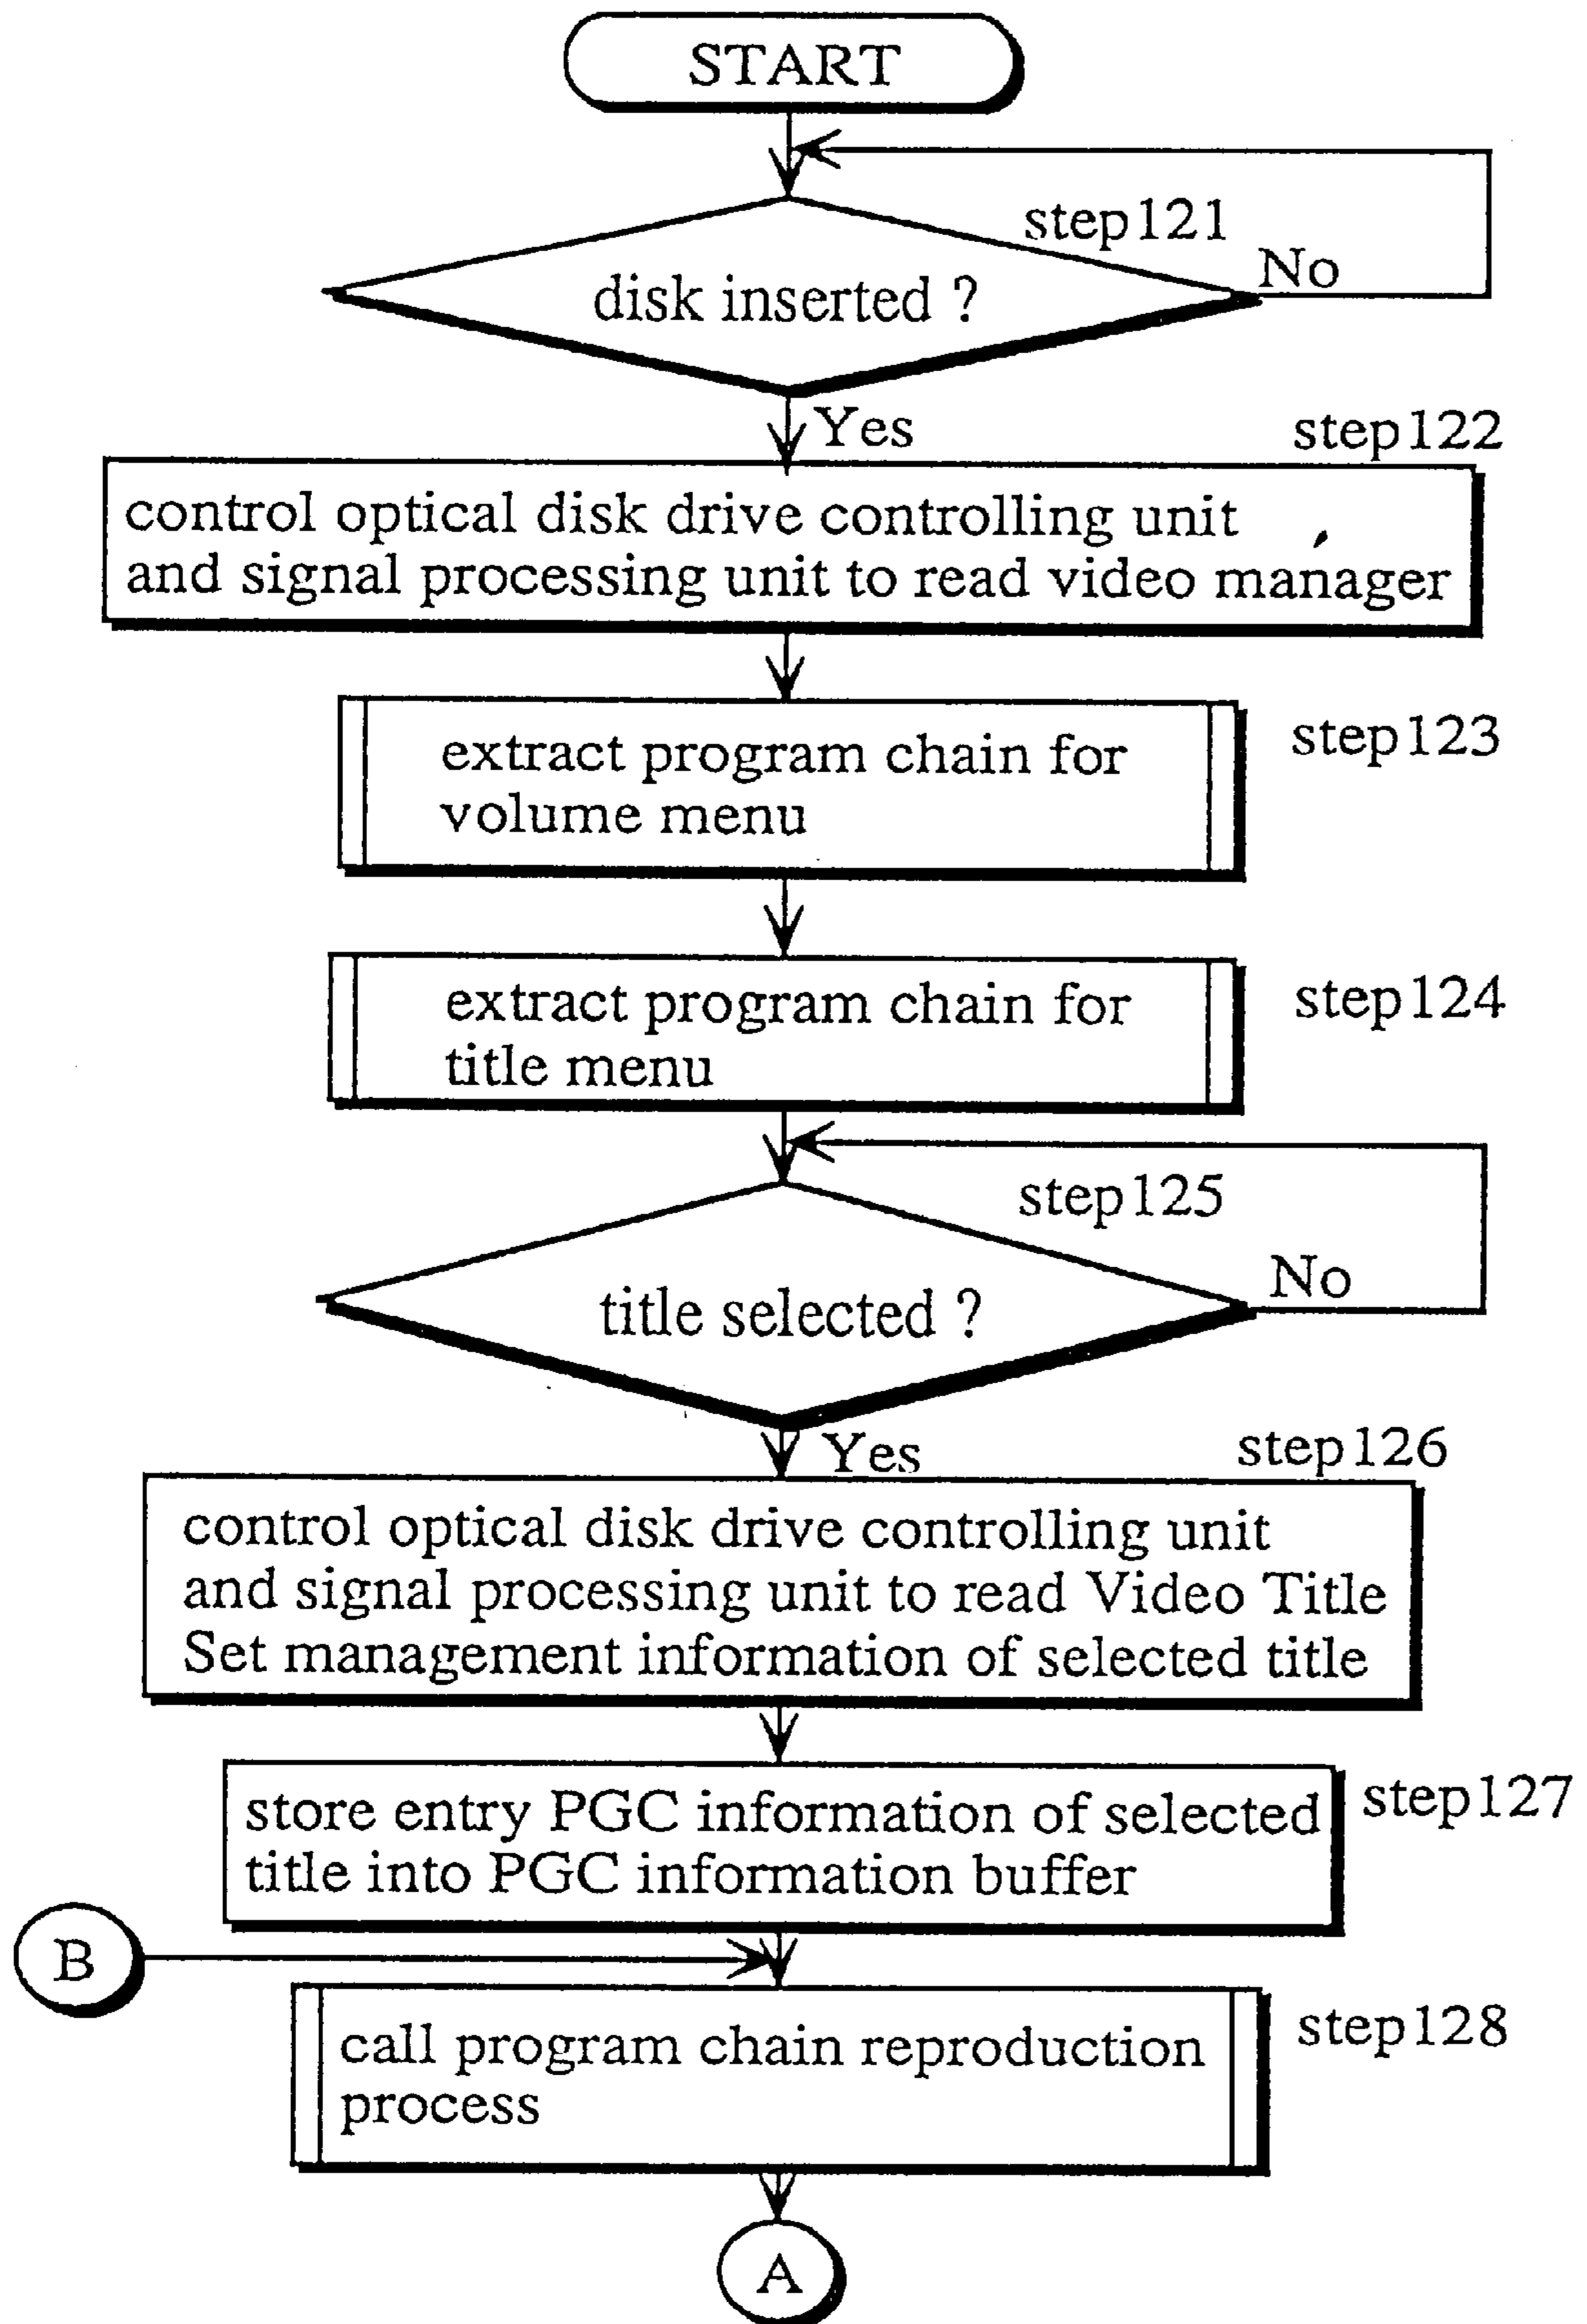 START
step121
No
disk inserted ?
Yes
step122
control optical disk drive controlling unit
and signal processing unit to read video manager
extract program chain for
volume menu
step123
extract program chain for
title menu
step124
step125
No
title selected ?
Yes
step126
control optical disk drive controlling unit
and signal processing unit to read Video Title
Set management information of selected title
store entry PGC information of selected
title into PGC information buffer
step127
B
call program chain reproduction
process
step128
A